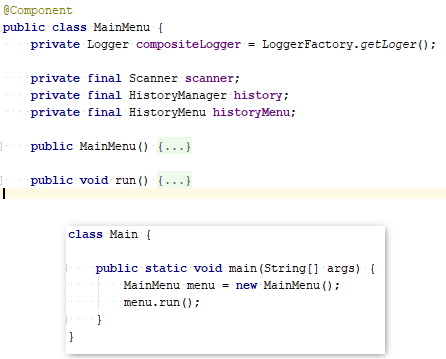 @Component
public class MainMenu {
private Logger compositeLogger = LoggerFactory.getLoger();
private final Scanner scanner;
private final HistoryManager history;
private final HistoryMenu historyMenu;
public MainMenu() {...}
public void run() {...}
class Main {
public static void main(String[] args) {
MainMenu menu = new MainMenu();
menu.run();
}
}